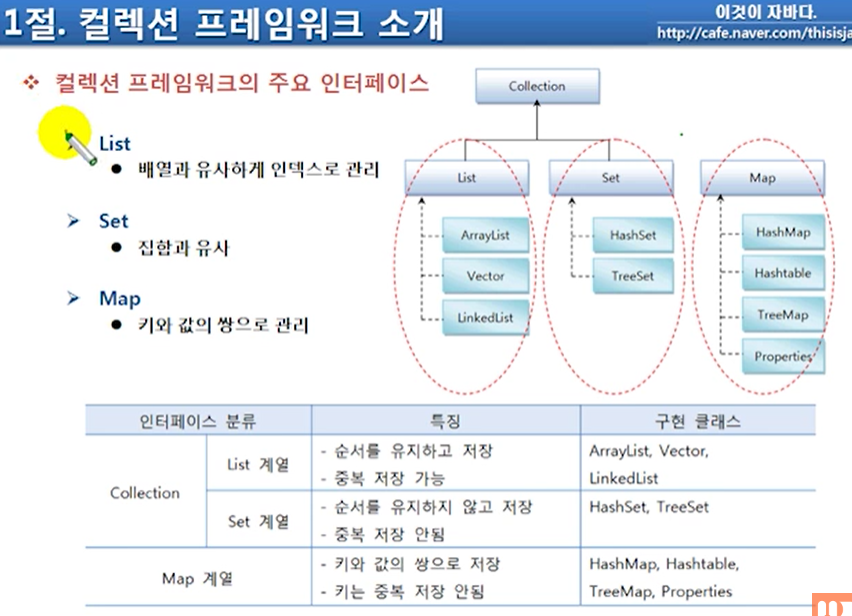 1절. 컬렉션 프레임워크 소개
이것이 자바다.
http://cafe.naver.com/thisisja
❖ 컬렉션 프레임워크의 주요 인터페이스
List
● 배열과 유사하게 인덱스로 관리
➤ Set
● 집합과 유사
➤ Map
● 키와 값의 쌍으로 관리
Collection
List
ArrayList
Vector
LinkedList
Set
HashSet
TreeSet
Map
HashMap
Hashtable
TreeMap
Properties
인터페이스 분류 특징 구현 클래스
Collection
List 계열
- 순서를 유지하고 저장
- 중복 저장 가능
ArrayList, Vector,
LinkedList
Set 계열
- 순서를 유지하지 않고 저장
- 중복 저장 안됨
HashSet, TreeSet
Map 계열
- 키와 값의 쌍으로 저장
- 키는 중복 저장 안됨
HashMap, Hashtable,
TreeMap, Properties